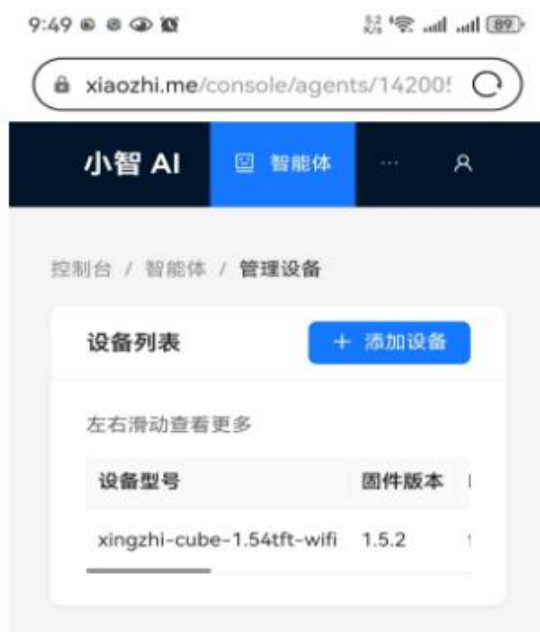 9:49
5.2
K/s
89
xiaozhi.me/console/agents/14200
小智 AI 智能体 ···
控制台 / 智能体 / 管理设备
设备列表 + 添加设备
左右滑动查看更多
设备型号 固件版本
xingzhi-cube-1.54tft-wifi 1.5.2